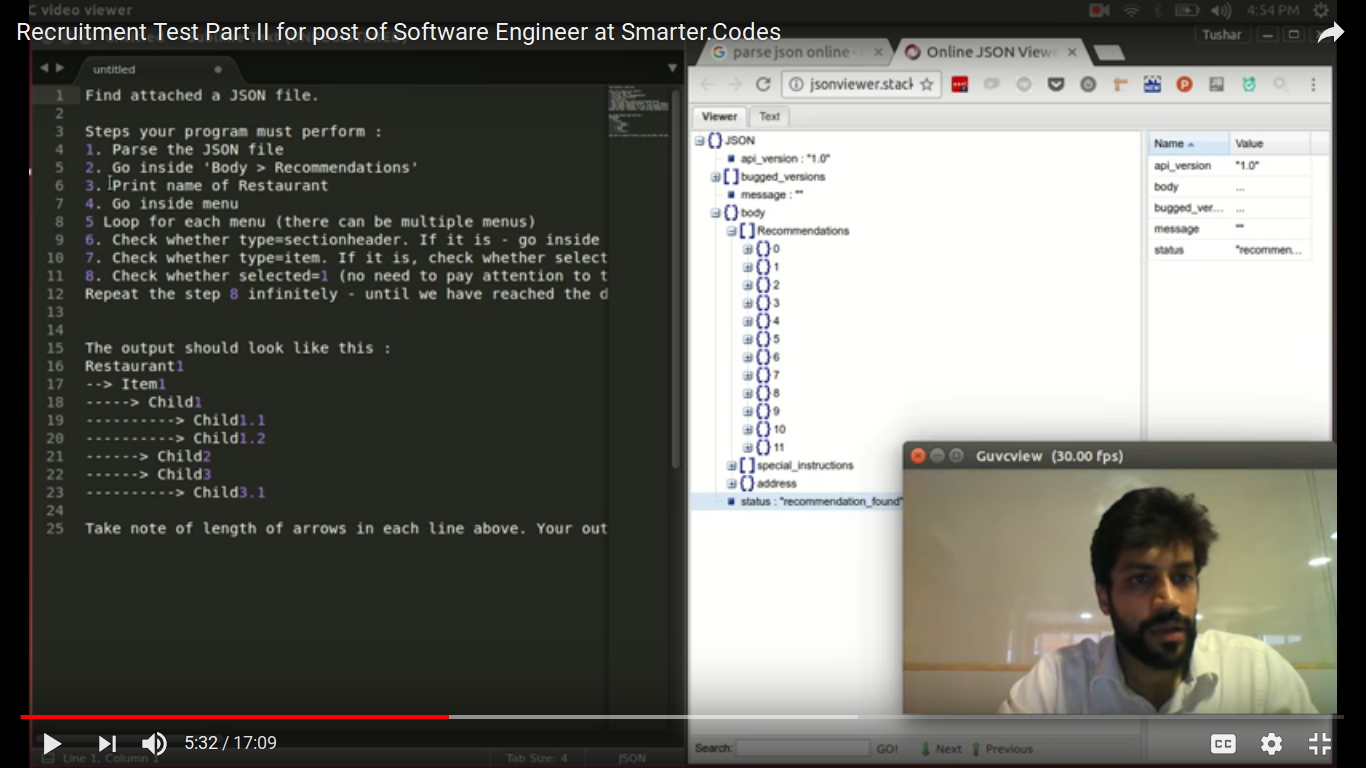 C video viewer
4:54 PM
Recruitment Test Part II for post of Software Engineer at Smarter.Codes
Tushar
untitled
1 Find attached a JSON file.
2
3 Steps your program must perform :
4 1. Parse the JSON file
5 2. Go inside 'Body > Recommendations'
6 3. Print name of Restaurant
7 4. Go inside menu
8 5 Loop for each menu (there can be multiple menus)
9 6. Check whether type=sectionheader. If it is - go inside
10 7. Check whether type=item. If it is, check whether select
11 8. Check whether selected=1 (no need to pay attention to t
12 Repeat the step 8 infinitely - until we have reached the d
13
14
15 The output should look like this :
16 Restaurant1
17 --> Item1
18 -----> Child1
19 ----------> Child1.1
20 ----------> Child1.2
21 ------> Child2
22 ------> Child3
23 ----------> Child3.1
24
25 Take note of length of arrows in each line above. Your out
Line 1, Column 1
Tab Size: 4
JSON
parse json online -
Online JSON View
jsonviewer.stack
Viewer
Text
JSON
api_version : "1.0"
bugged_versions
message : ""
body
Recommendations
0
1
2
3
4
5
6
7
8
9
10
11
special_instructions
address
status : "recommendation_found"
Name Value
api_version "1.0"
body ...
bugged_ver... ...
message ""
status "recommen...
Guvcview (30.00 fps)
Search: GO! Next Previous
5:32 / 17:09
CC